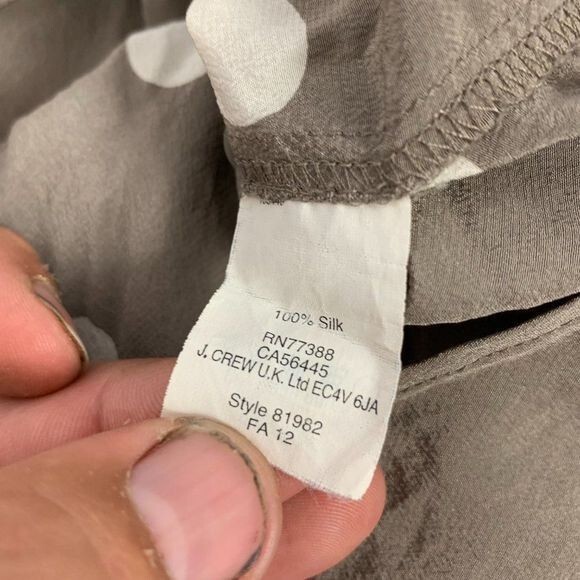 100% Silk
RN77388
CA56445
J. CREW U.K. Ltd EC4V 6JA
Style 81982
FA 12